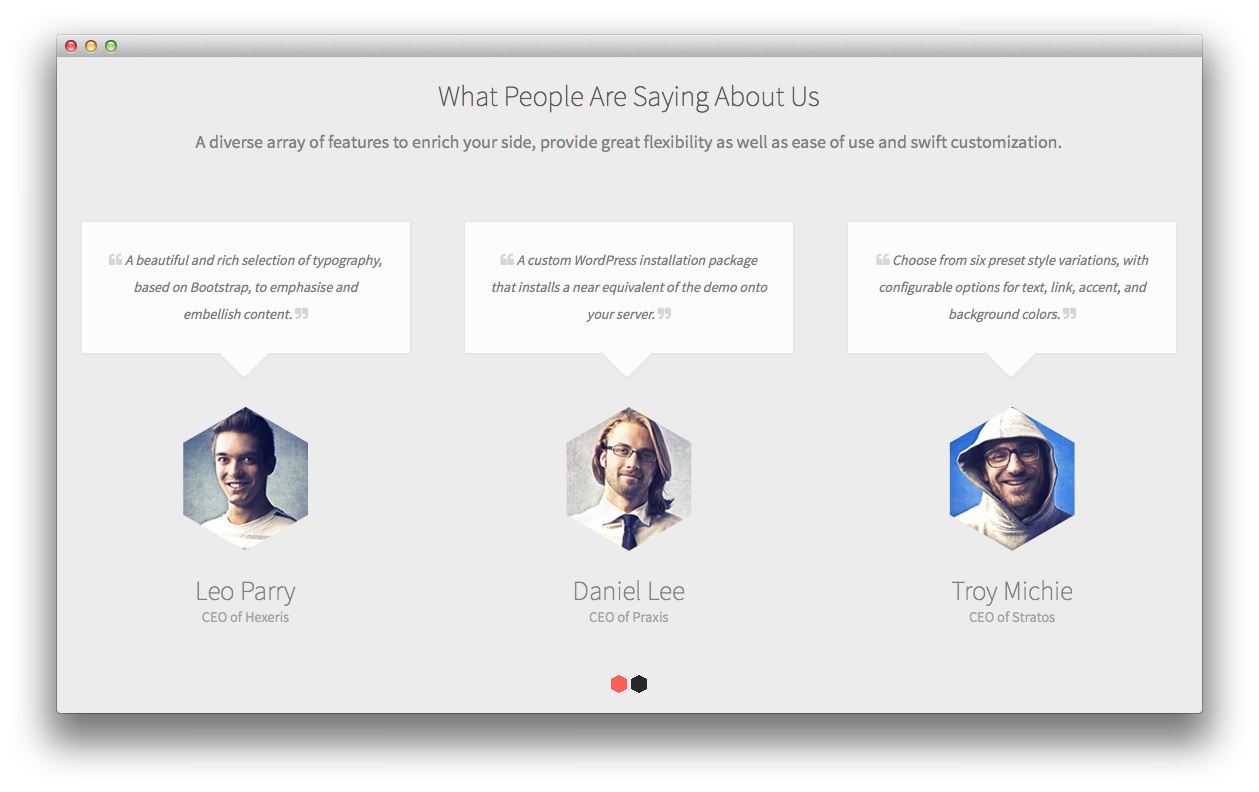 What People Are Saying About Us
A diverse array of features to enrich your side, provide great flexibility as well as ease of use and swift customization.
❝ A beautiful and rich selection of typography,
based on Bootstrap, to emphasise and
embellish content. ❞
❝ A custom WordPress installation package
that installs a near equivalent of the demo onto
your server. ❞
❝ Choose from six preset style variations, with
configurable options for text, link, accent, and
background colors. ❞
Leo Parry
CEO of Hexeris
Daniel Lee
CEO of Praxis
Troy Michie
CEO of Stratos